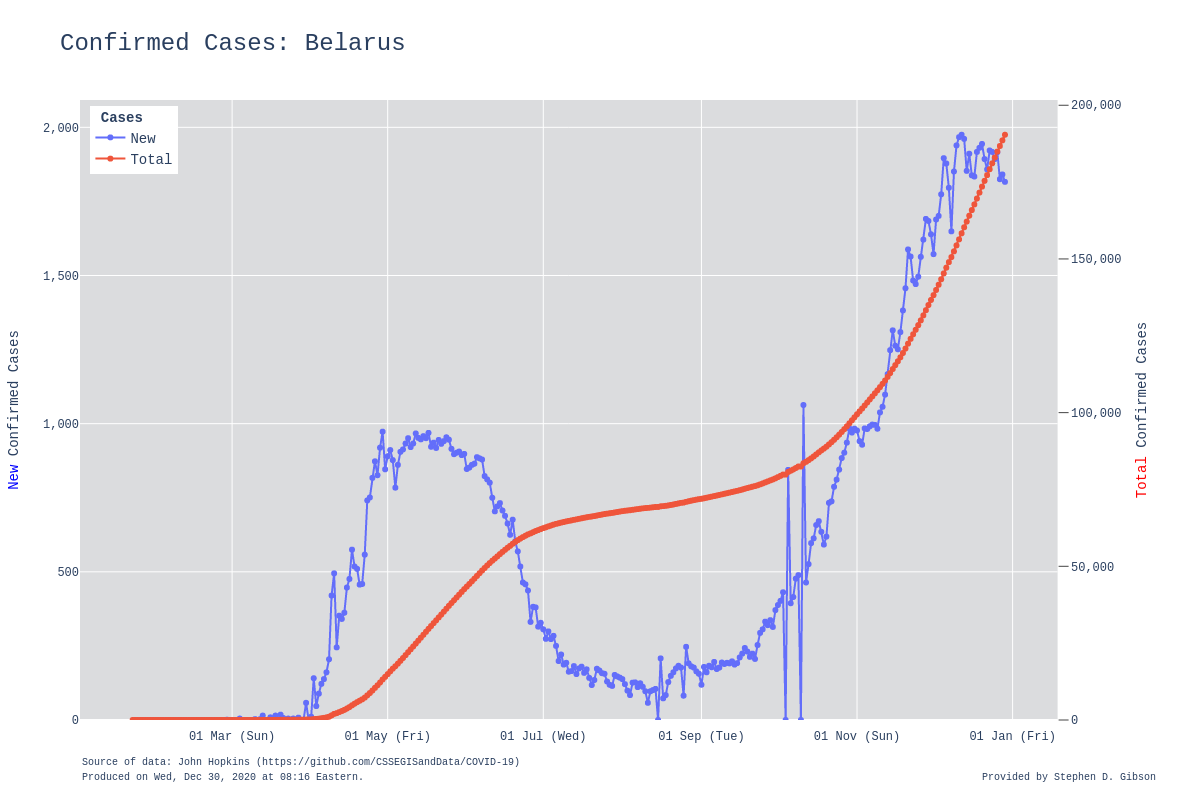 Confirmed Cases: Belarus
Cases
New
Total
2,000
1,500
1,000
500
0
200,000
150,000
100,000
50,000
0
New Confirmed Cases
Total Confirmed Cases
01 Mar (Sun)
01 May (Fri)
01 Jul (Wed)
01 Sep (Tue)
01 Nov (Sun)
01 Jan (Fri)
Source of data: John Hopkins (https://github.com/CSSEGISandData/COVID-19)
Produced on Wed, Dec 30, 2020 at 08:16 Eastern.
Provided by Stephen D. Gibson